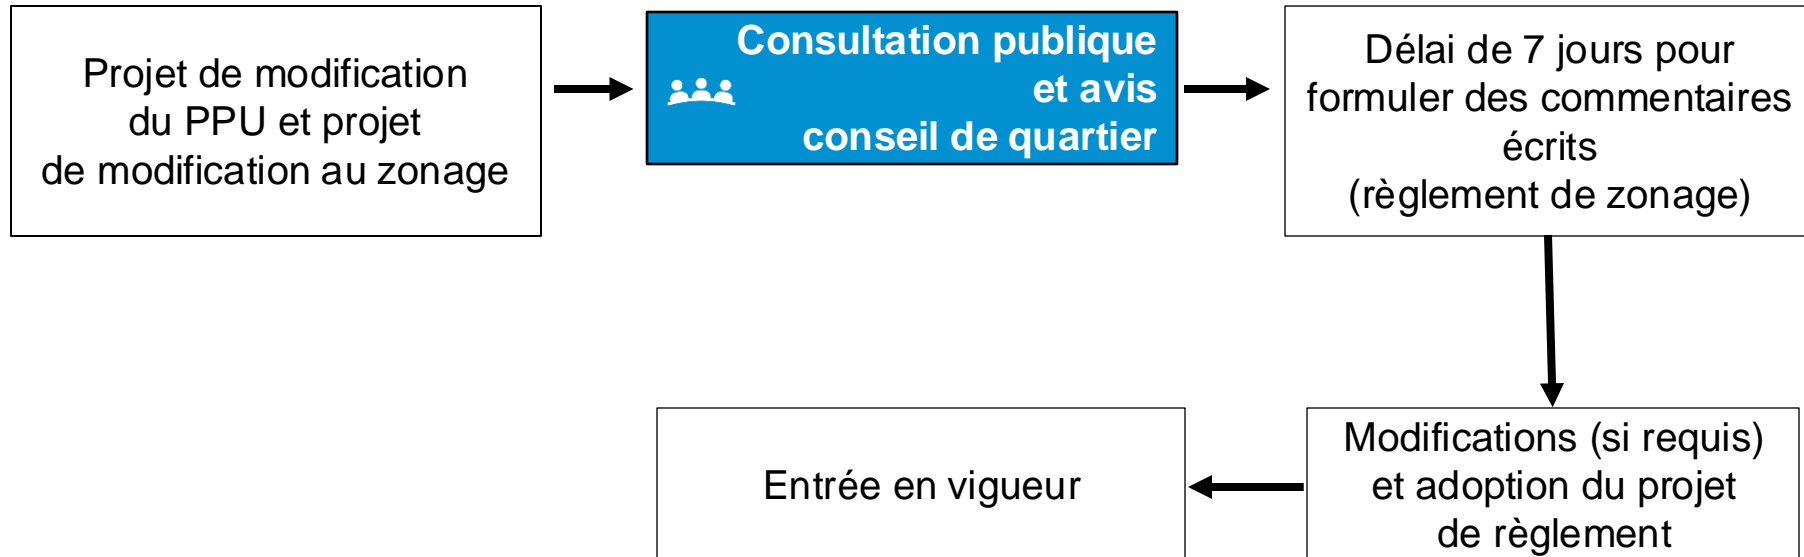 Projet de modification
du PPU et projet
de modification au zonage
Consultation publique
et avis
conseil de quartier
Délai de 7 jours pour
formuler des commentaires
écrits
(règlement de zonage)
Modifications (si requis)
et adoption du projet
de règlement
Entrée en vigueur